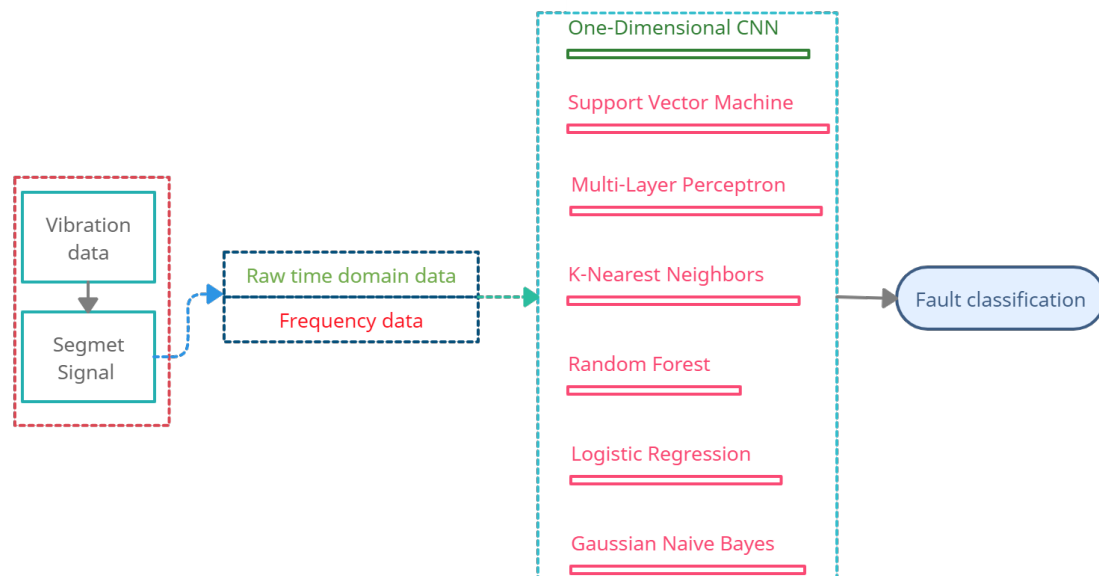 Vibration
data
Segmet
Signal
Raw time domain data
Frequency data
One-Dimensional CNN
Support Vector Machine
Multi-Layer Perceptron
K-Nearest Neighbors
Random Forest
Logistic Regression
Gaussian Naive Bayes
Fault classification